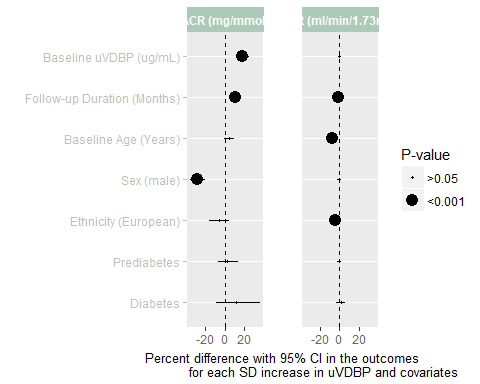 ACR (mg/mmol
R (ml/min/1.73m
Baseline uVDBP (ug/mL)
Follow-up Duration (Months)
Baseline Age (Years)
Sex (male)
Ethnicity (European)
Prediabetes
Diabetes
-20 0 20
-20 0 20
P-value
>0.05
<0.001
Percent difference with 95% CI in the outcomes
for each SD increase in uVDBP and covariates